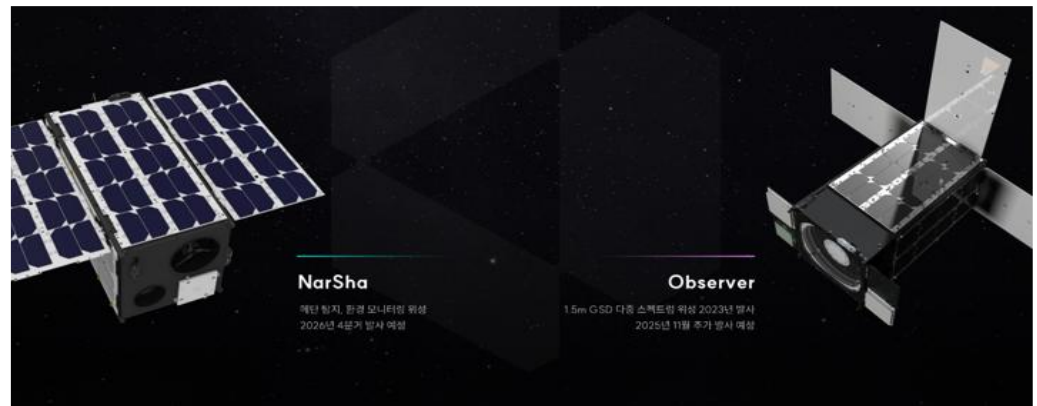 NarSha
메탄 탐지, 환경 모니터링 위성
2026년 4분기 발사 예정
Observer
1.5m GSD 다중 스펙트럼 위성 2023년 발사
2025년 11월 추가 발사 예정